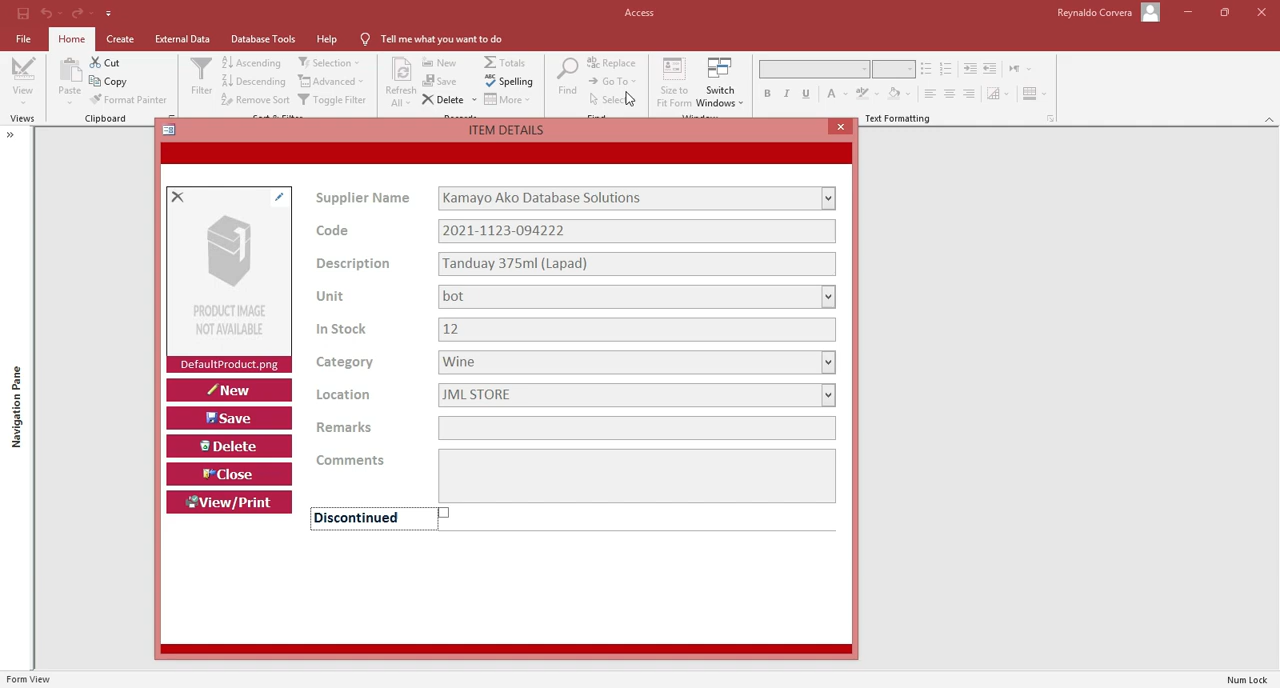 Access
Reynaldo Corvera
File Home Create External Data Database Tools Help Tell me what you want to do
View
Views
Paste
Cut
Copy
Format Painter
Clipboard
Filter
Ascending
Descending
Remove Sort
Selection
Advanced
Toggle Filter
Refresh
All
New
Save
Delete
Totals
Spelling
More
Find
Replace
Go To
Select
Size to
Fit Form
Switch
Windows
B I U A
Text Formatting
ITEM DETAILS
PRODUCT IMAGE
NOT AVAILABLE
DefaultProduct.png
New
Save
Delete
Close
View/Print
Supplier Name Kamayo Ako Database Solutions
Code 2021-1123-094222
Description Tanduay 375ml (Lapad)
Unit bot
In Stock 12
Category Wine
Location JML STORE
Remarks
Comments
Discontinued
Navigation Pane
Form View
Num Lock